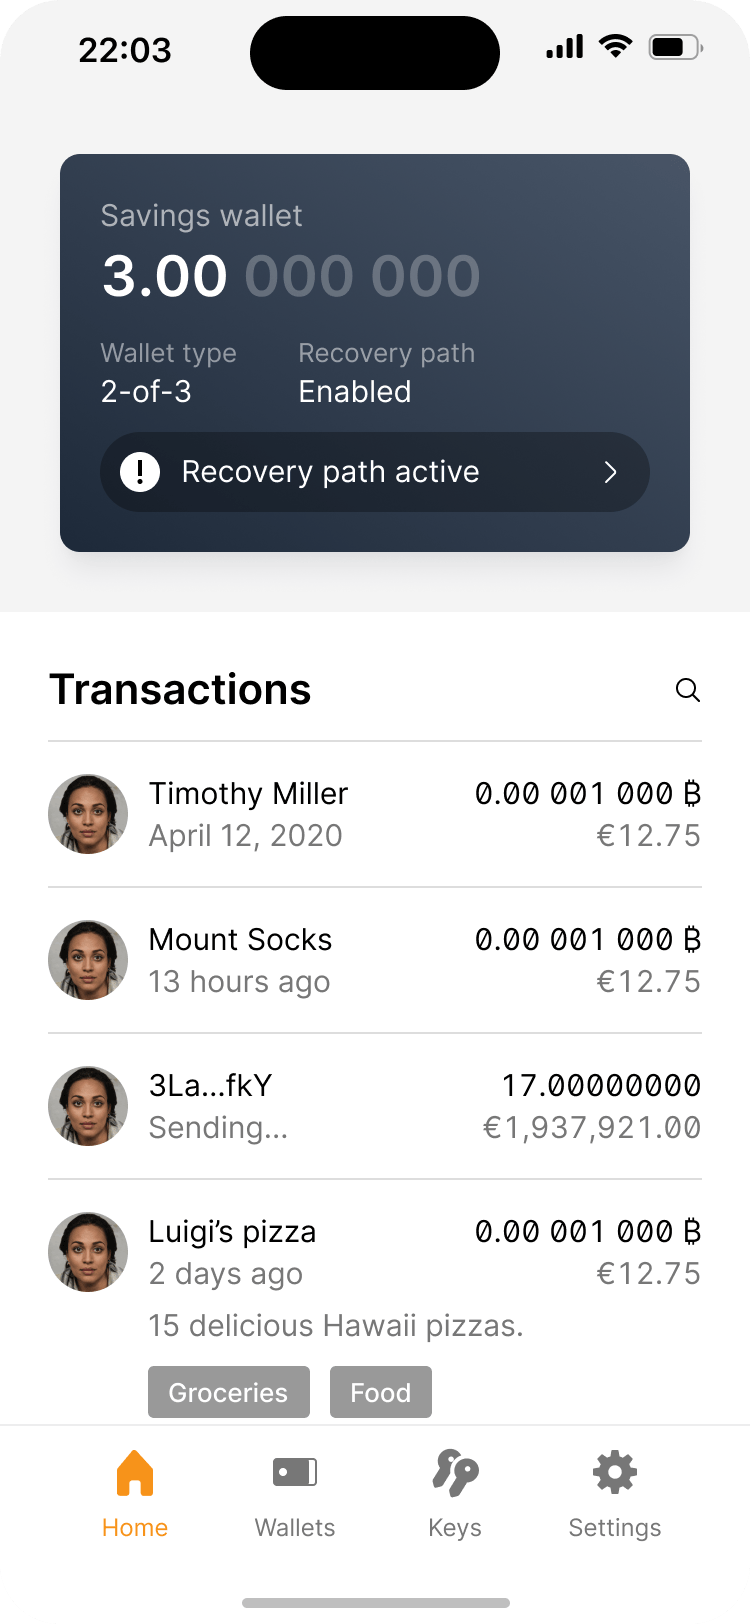 22:03
Savings wallet
3.00 000 000
Wallet type Recovery path
2-of-3 Enabled
! Recovery path active
Transactions
Timothy Miller 0.00 001 000 ₿
April 12, 2020 €12.75
Mount Socks 0.00 001 000 ₿
13 hours ago €12.75
3La...fkY 17.00000000
Sending... €1,937,921.00
Luigi’s pizza 0.00 001 000 ₿
2 days ago €12.75
15 delicious Hawaii pizzas.
Groceries Food
Home Wallets Keys Settings